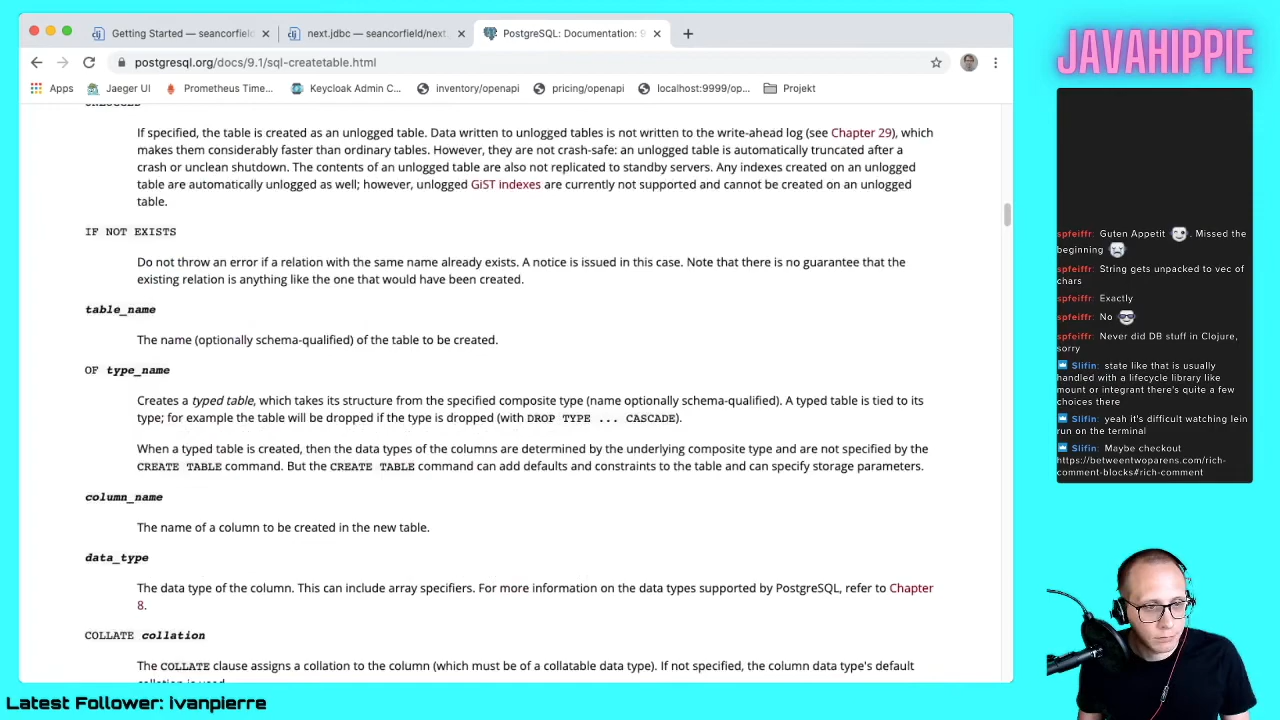 Getting Started — seancorfield
next.jdbc — seancorfield/next
PostgreSQL: Documentation: 9
postgresql.org/docs/9.1/sql-createtable.html
Apps
Jaeger UI
Prometheus Time...
Keycloak Admin C...
inventory/openapi
pricing/openapi
localhost:9999/op...
Projekt
UNLOGGED
If specified, the table is created as an unlogged table. Data written to unlogged tables is not written to the write-ahead log (see Chapter 29), which
makes them considerably faster than ordinary tables. However, they are not crash-safe: an unlogged table is automatically truncated after a
crash or unclean shutdown. The contents of an unlogged table are also not replicated to standby servers. Any indexes created on an unlogged
table are automatically unlogged as well; however, unlogged GiST indexes are currently not supported and cannot be created on an unlogged
table.
IF NOT EXISTS
Do not throw an error if a relation with the same name already exists. A notice is issued in this case. Note that there is no guarantee that the
existing relation is anything like the one that would have been created.
table_name
The name (optionally schema-qualified) of the table to be created.
OF type_name
Creates a typed table, which takes its structure from the specified composite type (name optionally schema-qualified). A typed table is tied to its
type; for example the table will be dropped if the type is dropped (with DROP TYPE ... CASCADE).
When a typed table is created, then the data types of the columns are determined by the underlying composite type and are not specified by the
CREATE TABLE command. But the CREATE TABLE command can add defaults and constraints to the table and can specify storage parameters.
column_name
The name of a column to be created in the new table.
data_type
The data type of the column. This can include array specifiers. For more information on the data types supported by PostgreSQL, refer to Chapter
8.
COLLATE collation
The COLLATE clause assigns a collation to the column (which must be of a collatable data type). If not specified, the column data type's default
collation is used.
JAVAHIPPIE
spfeiffr: Guten Appetit . Missed the
beginning
spfeiffr: String gets unpacked to vec of
chars
spfeiffr: Exactly
spfeiffr: No
spfeiffr: Never did DB stuff in Clojure,
sorry
Slifin: state like that is usually
handled with a lifecycle library like
mount or integrant there's quite a few
choices there
Slifin: yeah it's difficult watching lein
run on the terminal
Slifin: Maybe checkout
https://betweentwoparens.com/rich-
comment-blocks#rich-comment
Latest Follower: ivanpierre